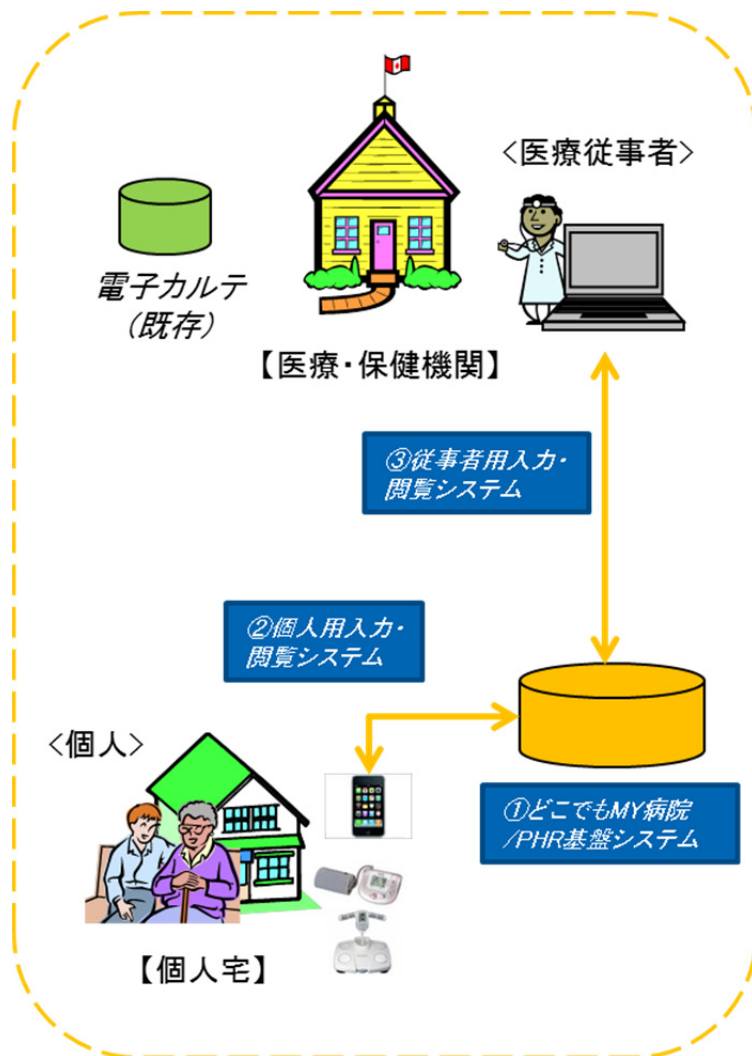 〈医療従事者〉
電子カルテ
(既存)
【医療・保健機関】
③従事者用入力・
閲覧システム
②個人用入力・
閲覧システム
〈個人〉
①どこでもMY病院
/PHR基盤システム
【個人宅】